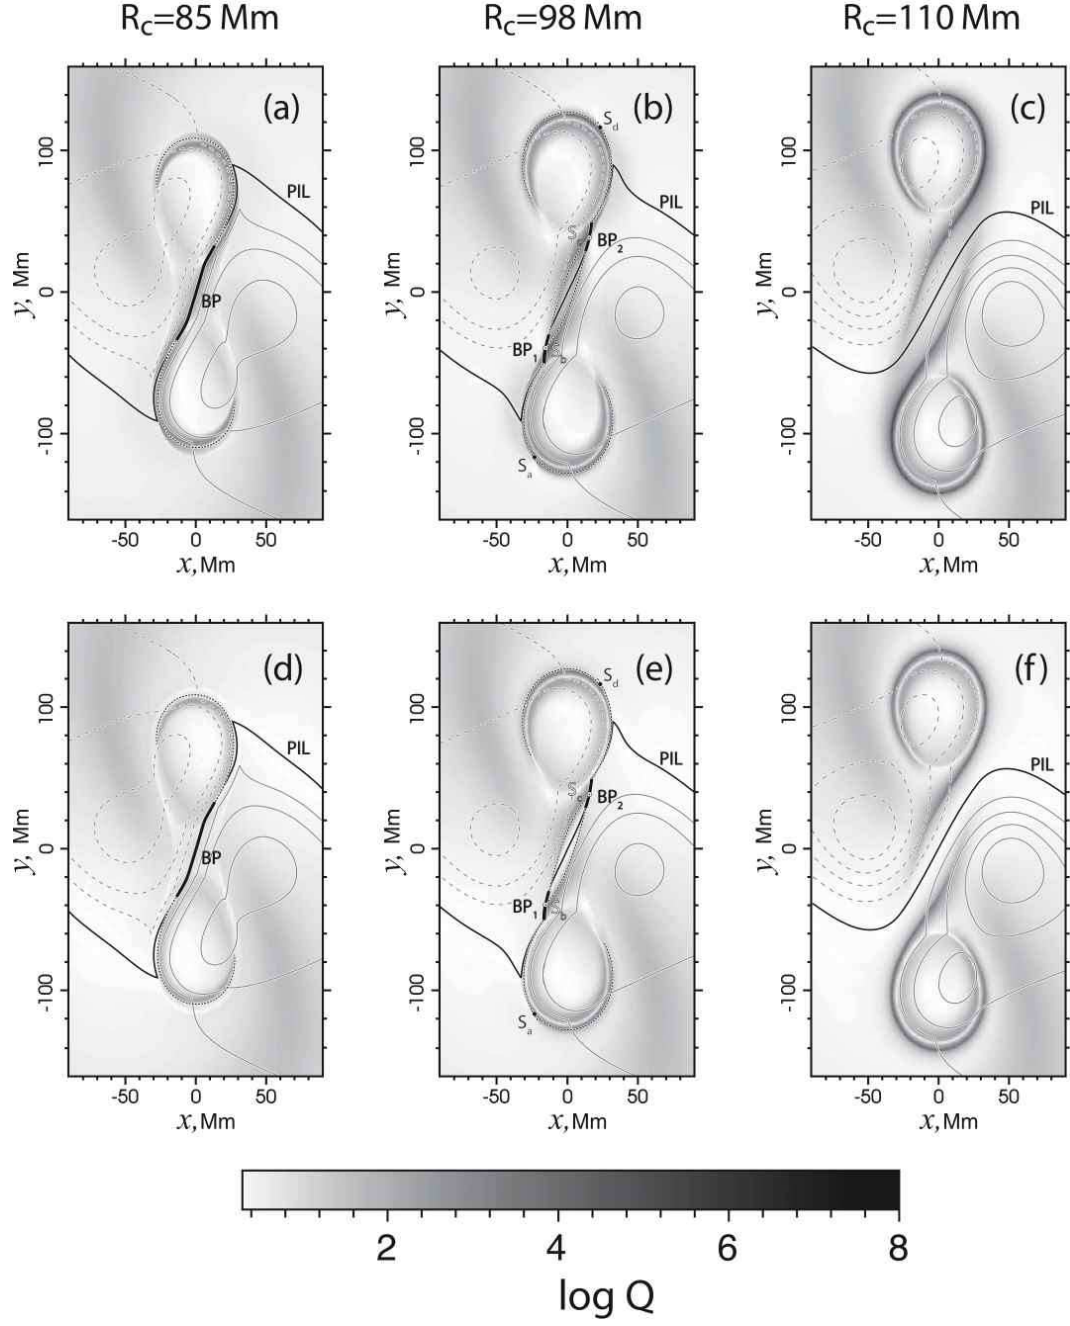 R_c=85 Mm R_c=98 Mm R_c=110 Mm
(a) (b) (c)
PIL
BP
y, Mm
100
0
-100
-50 0 50
x, Mm
S_d
PIL
S_c BP_2
BP_1 S_b
S_a
y, Mm
100
0
-100
-50 0 50
x, Mm
PIL
y, Mm
100
0
-100
-50 0 50
x, Mm
(d) (e) (f)
PIL
BP
y, Mm
100
0
-100
-50 0 50
x, Mm
S_d
PIL
S_c BP_2
BP_1 S_b
S_a
y, Mm
100
0
-100
-50 0 50
x, Mm
PIL
y, Mm
100
0
-100
-50 0 50
x, Mm
2 4 6 8
log Q